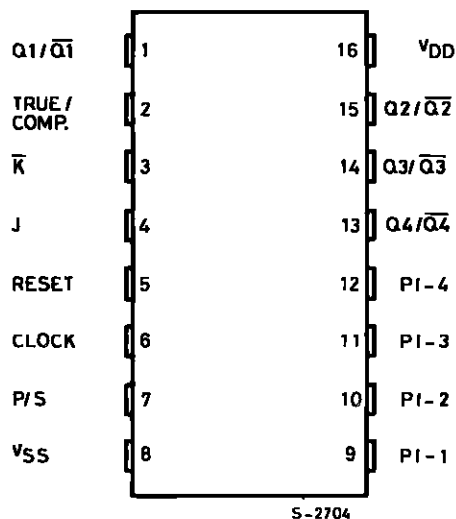 Q1/Q̅1̅ 1 16 VDD
TRUE/
COMP. 2 15 Q2/Q̅2̅
K̅ 3 14 Q3/Q̅3̅
J 4 13 Q4/Q̅4̅
RESET 5 12 PI-4
CLOCK 6 11 PI-3
P/S 7 10 PI-2
VSS 8 9 PI-1
S-2704